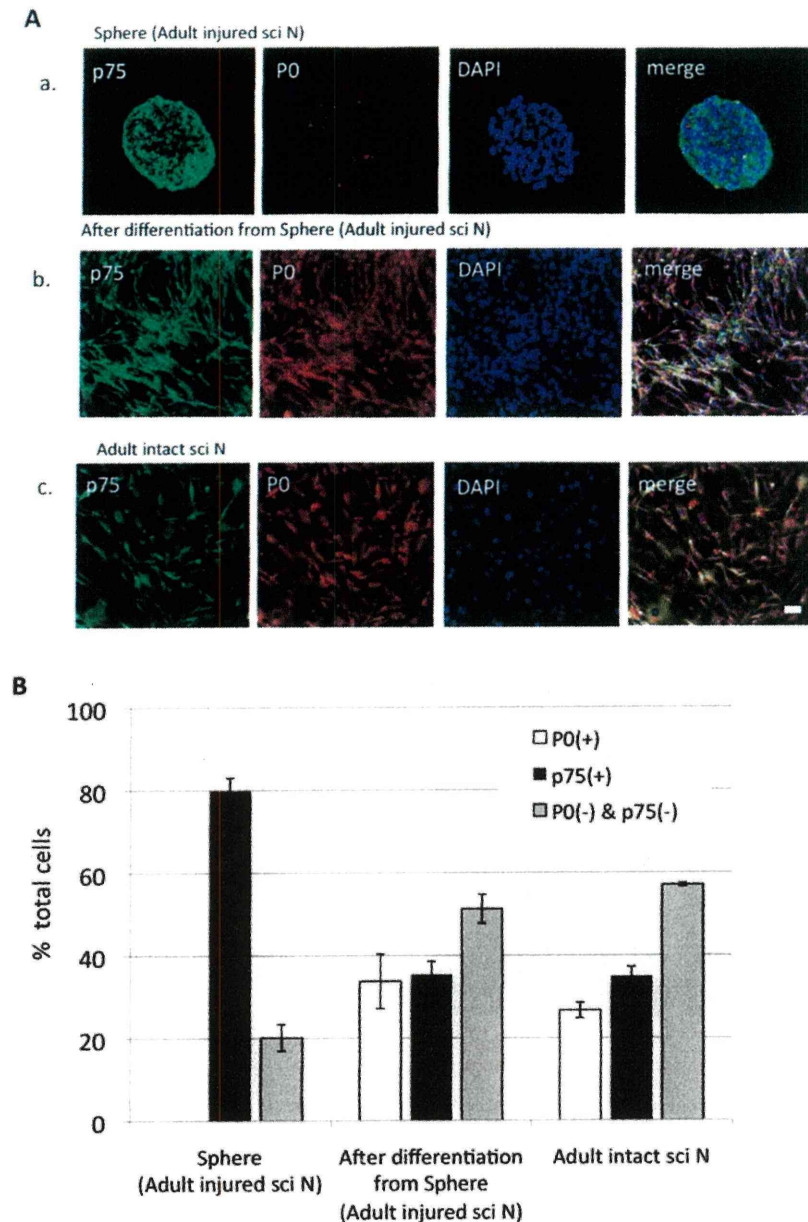 A
Sphere (Adult injured sci N)
a.
p75 P0 DAPI merge
After differentiation from Sphere (Adult injured sci N)
b.
p75 P0 DAPI merge
Adult intact sci N
c.
p75 P0 DAPI merge
B
100
80
60
40
20
0
% total cells
P0(+)
p75(+)
P0(-) & p75(-)
Sphere
(Adult injured sci N)
After differentiation
from Sphere
(Adult injured sci N)
Adult intact sci N